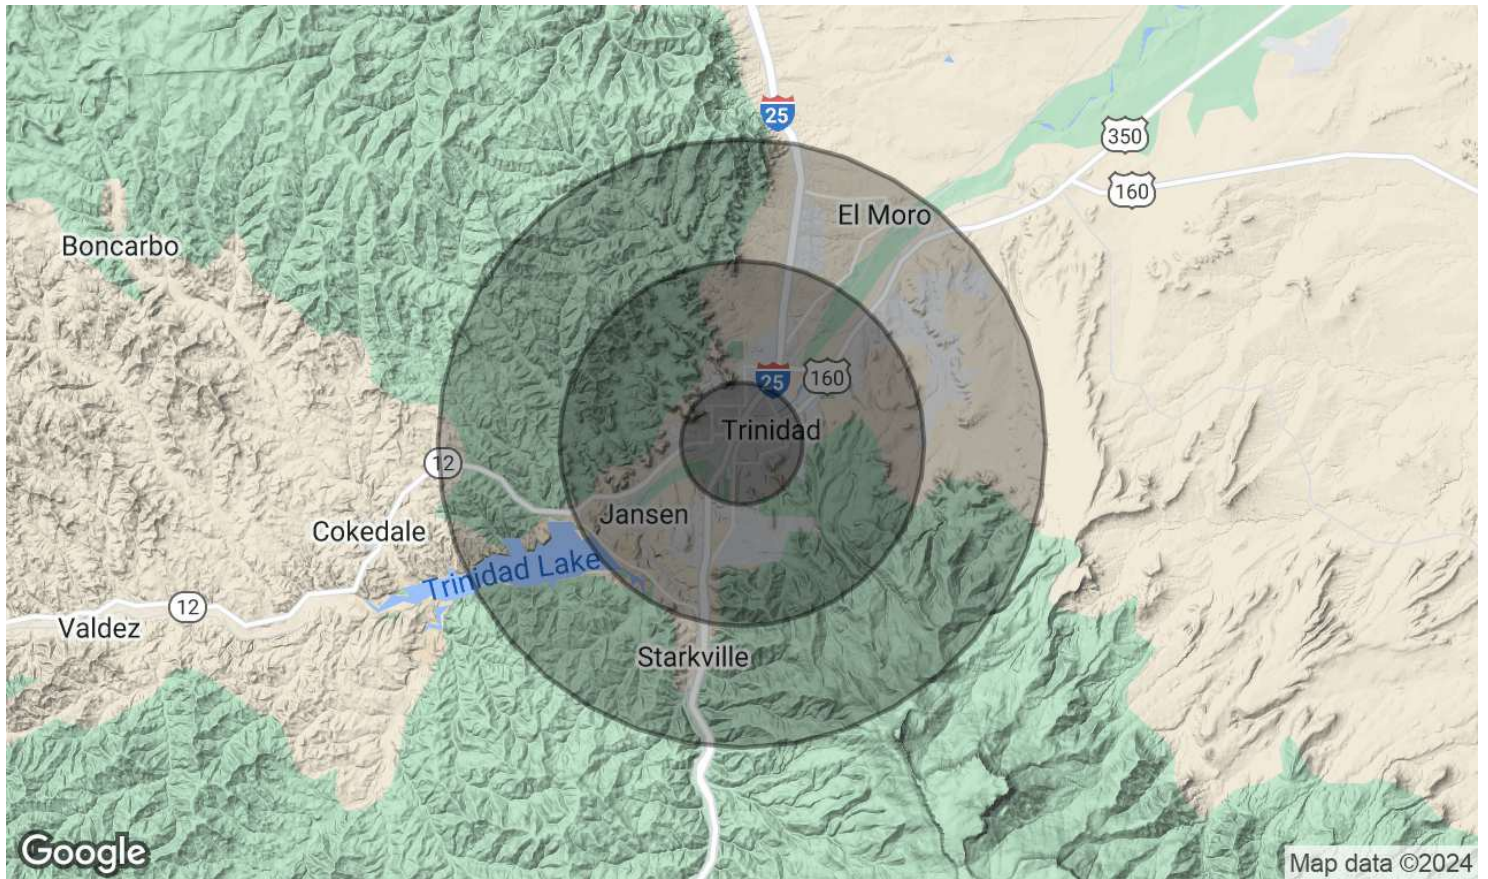 25
350
160
El Moro
Boncarbo
25
160
Trinidad
12
Jansen
Cokedale
Trinidad Lake
12
Valdez
Starkville
Google
Map data ©2024